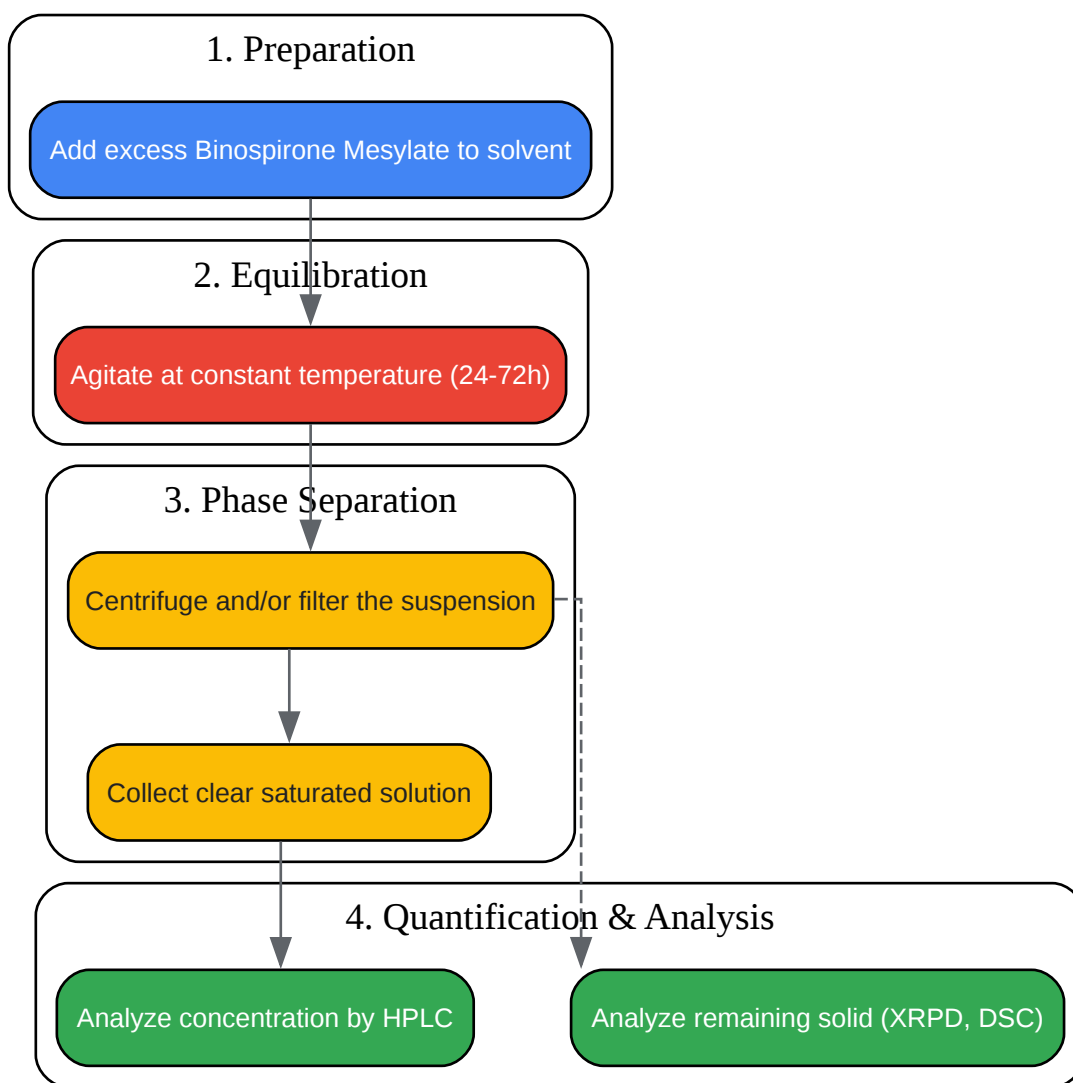 1. Preparation
Add excess Binospirone Mesylate to solvent
2. Equilibration
Agitate at constant temperature (24-72h)
3. Phase Separation
Centrifuge and/or filter the suspension
Collect clear saturated solution
4. Quantification & Analysis
Analyze concentration by HPLC
Analyze remaining solid (XRPD, DSC)